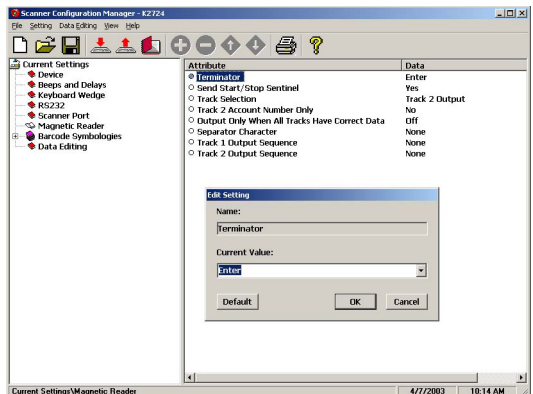 Scanner Configuration Manager - K2724
File Setting Data Editing View Help
Current Settings
Device
Beeps and Delays
Keyboard Wedge
RS232
Scanner Port
Magnetic Reader
Barcode Symbologies
Data Editing
Attribute Data
Terminator Enter
Send Start/Stop Sentinel Yes
Track Selection Track 2 Output
Track 2 Account Number Only No
Output Only When All Tracks Have Correct Data Off
Separator Character None
Track 1 Output Sequence None
Track 2 Output Sequence None
Edit Setting
Name:
Terminator
Current Value:
Enter
Default OK Cancel
Current Settings\Magnetic Reader 4/7/2003 10:14 AM